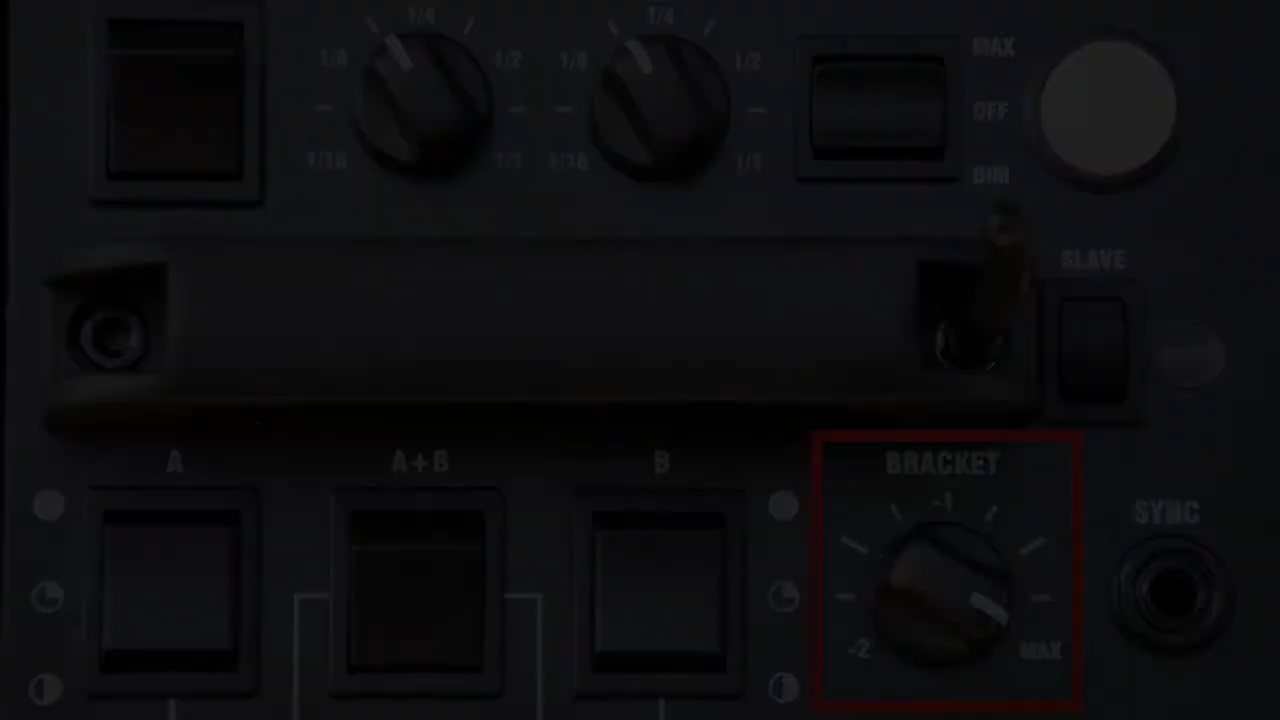 1/4
1/4
MAX
1/8
1/2
1/8
1/2
OFF
1/16
1/1
1/16
1/1
DIM
SLAVE
A
A+B
B
BRACKET
-1
SYNC
-2
MAX